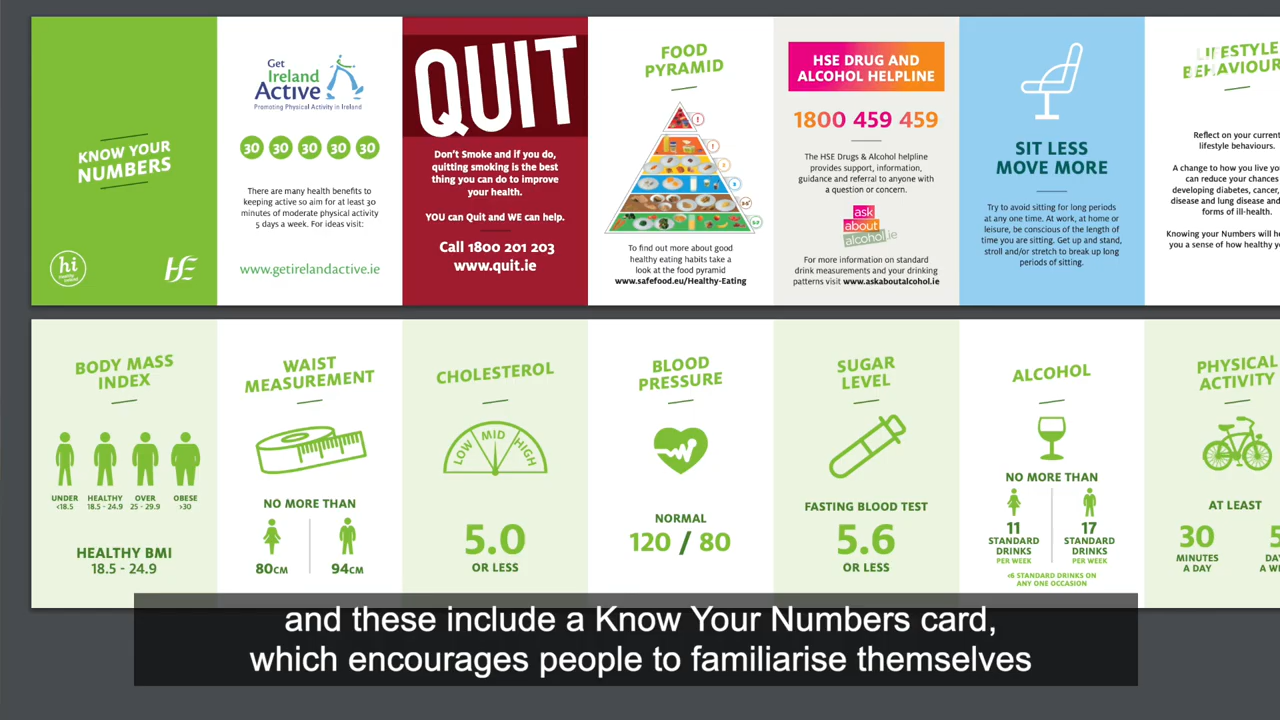 KNOW YOUR
NUMBERS
hi
HE
Get
Ireland
Active
Promoting Physical Activity in Ireland
30 30 30 30 30
There are many health benefits to
keeping active so aim for at least 30
minutes of moderate physical activity
5 days a week. For ideas visit:
www.getirelandactive.ie
QUIT
Don't Smoke and if you do,
quitting smoking is the best
thing you can do to improve
your health.
YOU can Quit and WE can help.
Call 1800 201 203
www.quit.ie
FOOD
PYRAMID
To find out more about good
healthy eating habits take a
look at the food pyramid
www.safefood.eu/Healthy-Eating
HSE DRUG AND
ALCOHOL HELPLINE
1800 459 459
The HSE Drugs & Alcohol helpline
provides support, information,
guidance and referral to anyone with
a question or concern.
ask
about
alcohol.ie
For more information on standard
drink measurements and your drinking
patterns visit www.askaboutalcohol.ie
SIT LESS
MOVE MORE
Try to avoid sitting for long periods
at any one time. At work, at home or
leisure, be conscious of the length of
time you are sitting. Get up and stand,
stroll and/or stretch to break up long
periods of sitting.
LIFESTYLE
BEHAVIOUR
Reflect on your current
lifestyle behaviours.
A change to how you live yo
can reduce your chances
developing diabetes, cancer,
disease and lung disease and
forms of ill-health.
Knowing your Numbers will he
you a sense of how healthy yo
BODY MASS
INDEX
UNDER HEALTHY OVER OBESE
<18.5 18.5 - 24.9 25 - 29.9 >30
HEALTHY BMI
18.5 - 24.9
WAIST
MEASUREMENT
NO MORE THAN
80CM 94CM
CHOLESTEROL
LOW MID HIGH
5.0
OR LESS
BLOOD
PRESSURE
NORMAL
120 / 80
SUGAR
LEVEL
FASTING BLOOD TEST
5.6
OR LESS
ALCOHOL
NO MORE THAN
11 17
STANDARD STANDARD
DRINKS DRINKS
PER WEEK PER WEEK
<6 STANDARD DRINKS ON
ANY ONE OCCASION
PHYSICAL
ACTIVITY
AT LEAST
30 5
MINUTES DA
A DAY A WE
and these include a Know Your Numbers card,
which encourages people to familiarise themselves